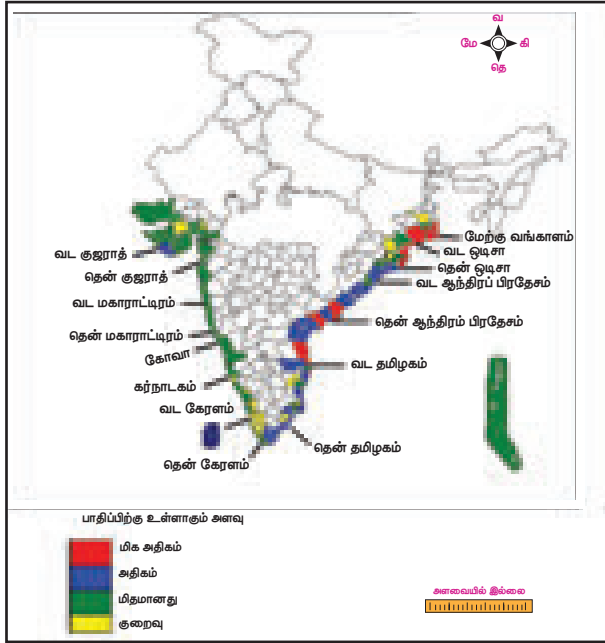 வ
மே
கி
தெ
வட குஜராத்
தென் குஜராத்
வட மகாராட்டிரம்
தென் மகாராட்டிரம்
கோவா
கர்நாடகம்
வட கேரளம்
தென் கேரளம்
மேற்கு வங்காளம்
வட ஒடிசா
தென் ஒடிசா
வட ஆந்திரப் பிரதேசம்
தென் ஆந்திரம் பிரதேசம்
வட தமிழகம்
தென் தமிழகம்
பாதிப்பிற்கு உள்ளாகும் அளவு
மிக அதிகம்
அதிகம்
மிதமானது
குறைவு
அளவையில் இல்லை